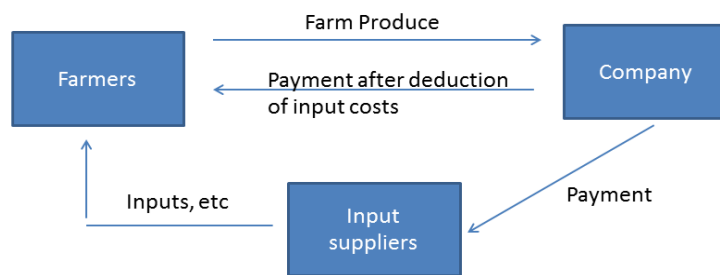 Farm Produce
Farmers
Payment after deduction
of input costs
Company
Inputs, etc
Input
suppliers
Payment